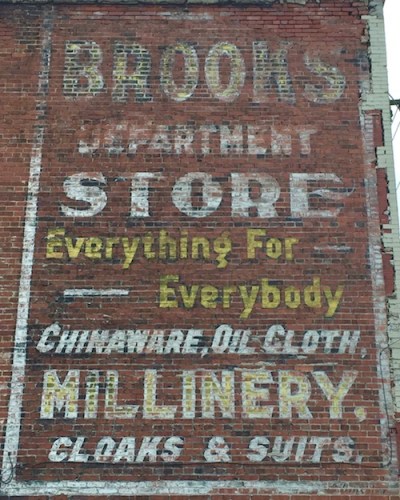 BROOKS
DEPARTMENT
STORE
Everything For
Everybody
CHINAWARE, OIL CLOTH,
MILLINERY,
CLOAKS & SUITS.